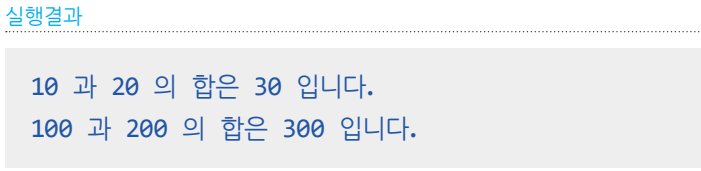 실행결과
10 과 20 의 합은 30 입니다.
100 과 200 의 합은 300 입니다.